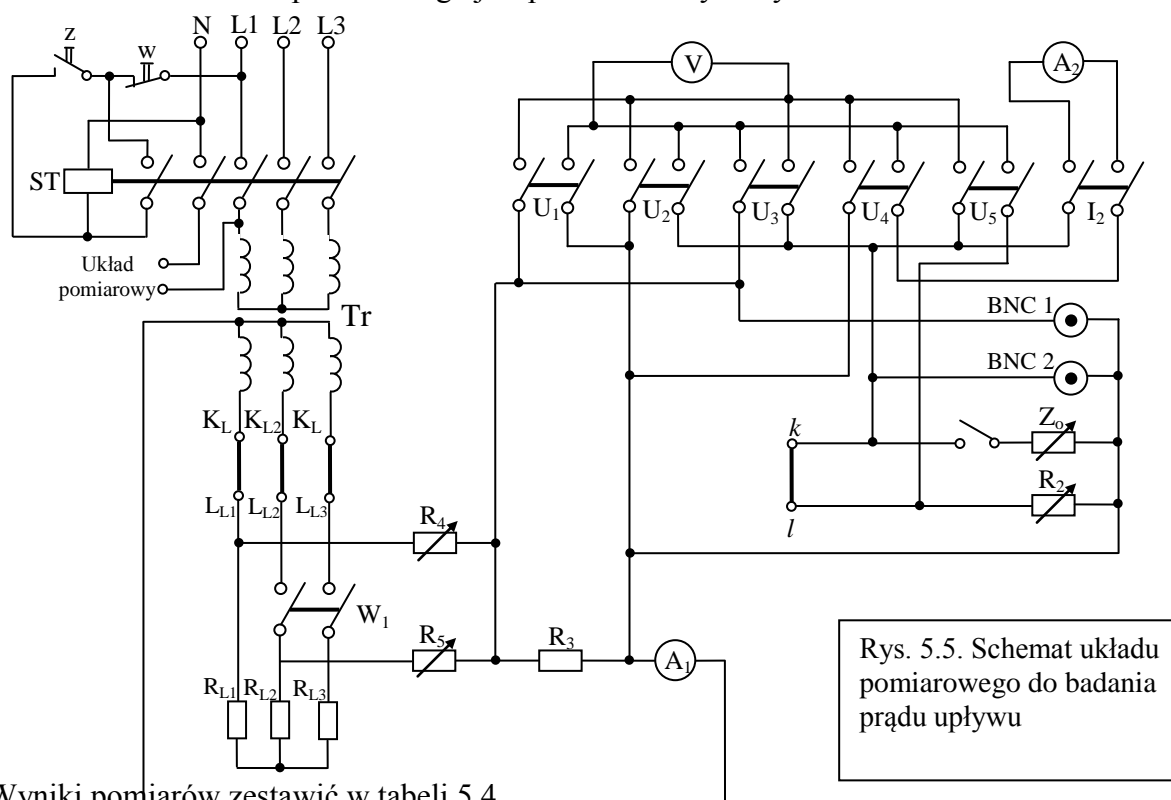 z
w
N L1 L2 L3
V
A2
ST
U1 U2 U3 U4 U5 I2
Układ
pomiarowy
Tr
BNC 1
BNC 2
KL KL2 KL
k
Zo
R2
l
LL1 LL2 LL3
R4
W1
R5
R3
A1
RL1 RL2 RL3
Rys. 5.5. Schemat układu
pomiarowego do badania
prądu upływu
Wyniki pomiarów zestawić w tabeli 5.4